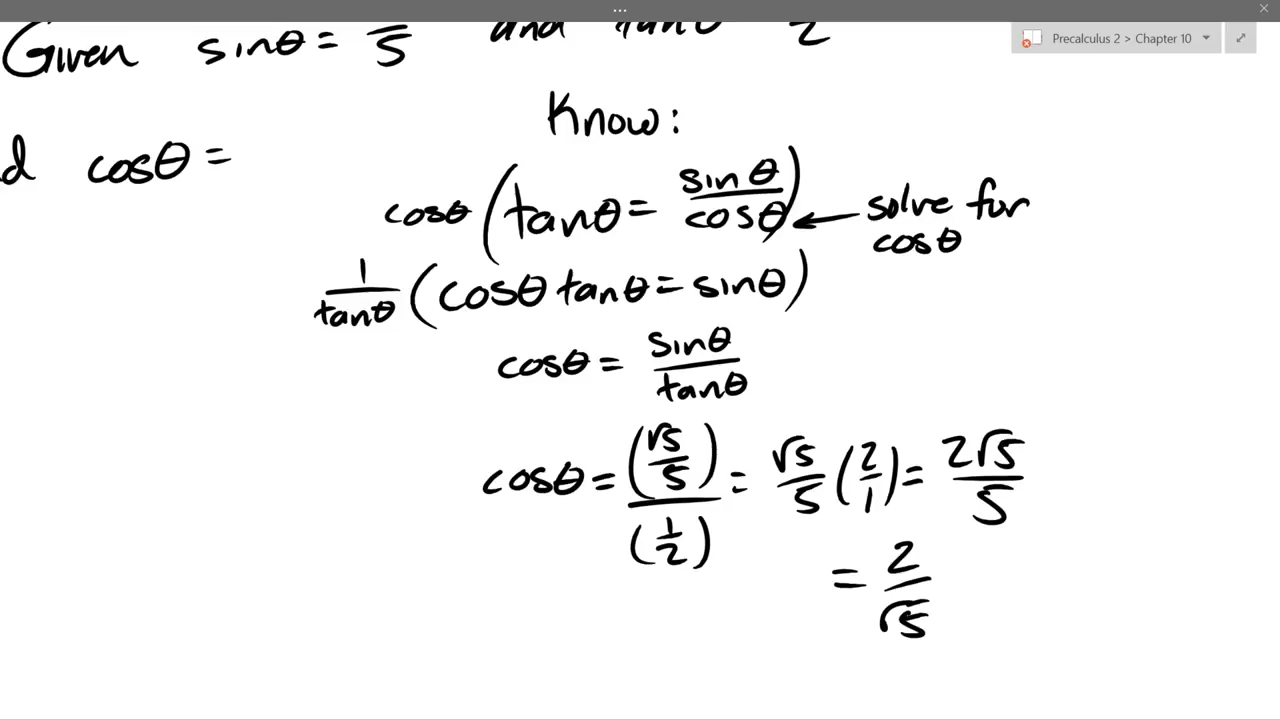 Precalculus 2 > Chapter 10
Given sinθ = /5 and tanθ 2
d cosθ =
Know:
cosθ (tanθ = sinθ/cosθ) ← solve for cosθ
1/tanθ (cosθ tanθ = sinθ)
cosθ = sinθ/tanθ
cosθ = (√5/5)/(1/2) = √5/5 (2/1) = 2√5/5
= 2/√5